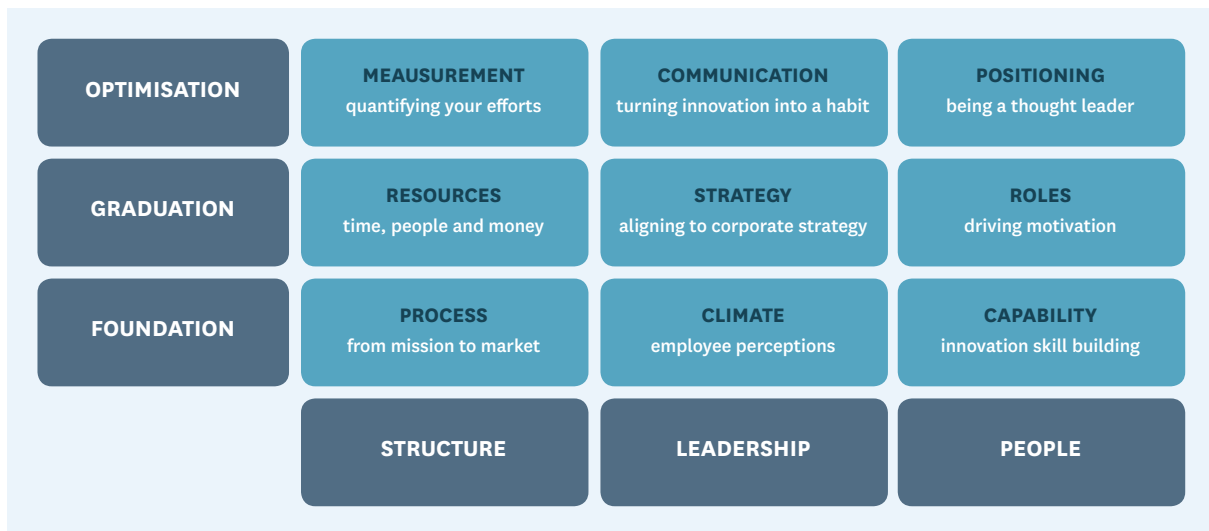 OPTIMISATION
MEAUSUREMENT
quantifying your efforts
COMMUNICATION
turning innovation into a habit
POSITIONING
being a thought leader
GRADUATION
RESOURCES
time, people and money
STRATEGY
aligning to corporate strategy
ROLES
driving motivation
FOUNDATION
PROCESS
from mission to market
CLIMATE
employee perceptions
CAPABILITY
innovation skill building
STRUCTURE
LEADERSHIP
PEOPLE